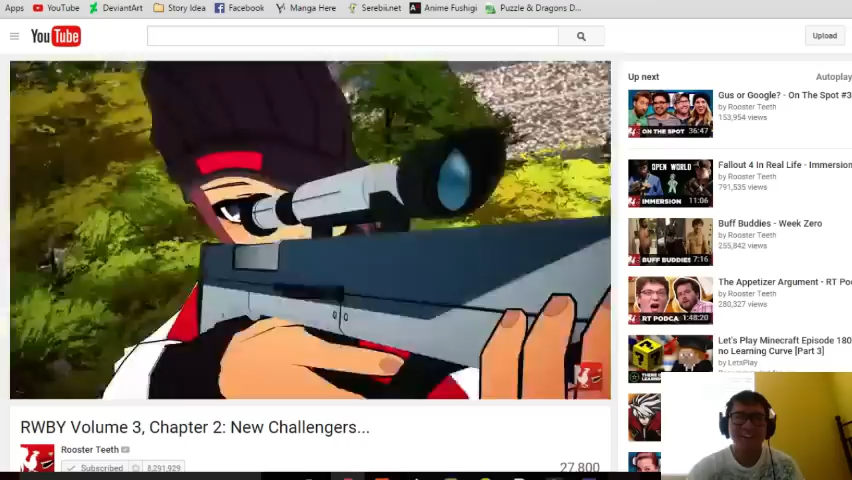 Apps YouTube DeviantArt Story Idea Facebook Manga Here Serebii.net Anime Fushigi Puzzle & Dragons D...
YouTube
Upload
Up next
Autoplay
Gus or Google? - On The Spot #3
by Rooster Teeth
153,954 views
ON THE SPOT 36:47
Fallout 4 In Real Life - Immersion
by Rooster Teeth
791,535 views
OPEN WORLD
IMMERSION 11:06
Buff Buddies - Week Zero
by Rooster Teeth
255,842 views
BUFF BUDDIES 7:16
The Appetizer Argument - RT Po
by Rooster Teeth
280,327 views
RT PODCA 1:48:20
Let's Play Minecraft Episode 180
no Learning Curve [Part 3]
by LetsPlay
RWBY Volume 3, Chapter 2: New Challengers...
Rooster Teeth
Subscribed 8,291,929
27,800